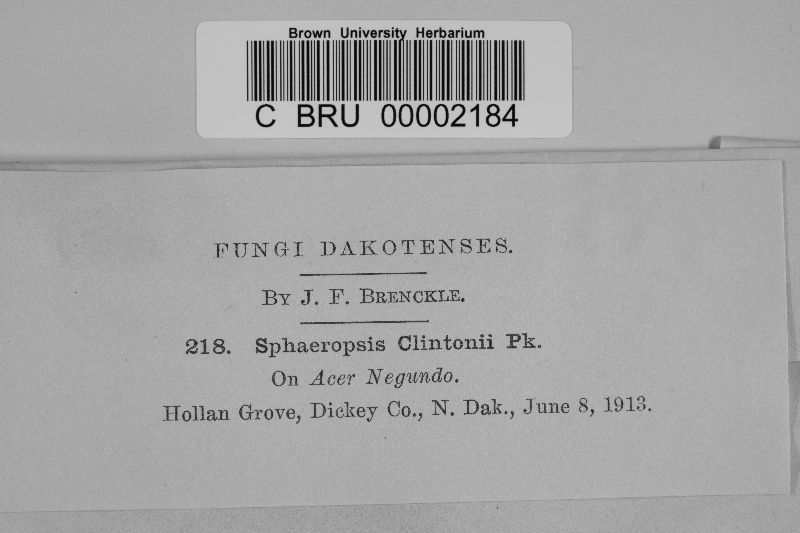 Brown University Herbarium
C BRU 00002184
FUNGI DAKOTENSES.
BY J. F. BRENCKLE.
218. Sphaeropsis Clintonii Pk.
On Acer Negundo.
Hollan Grove, Dickey Co., N. Dak., June 8, 1913.